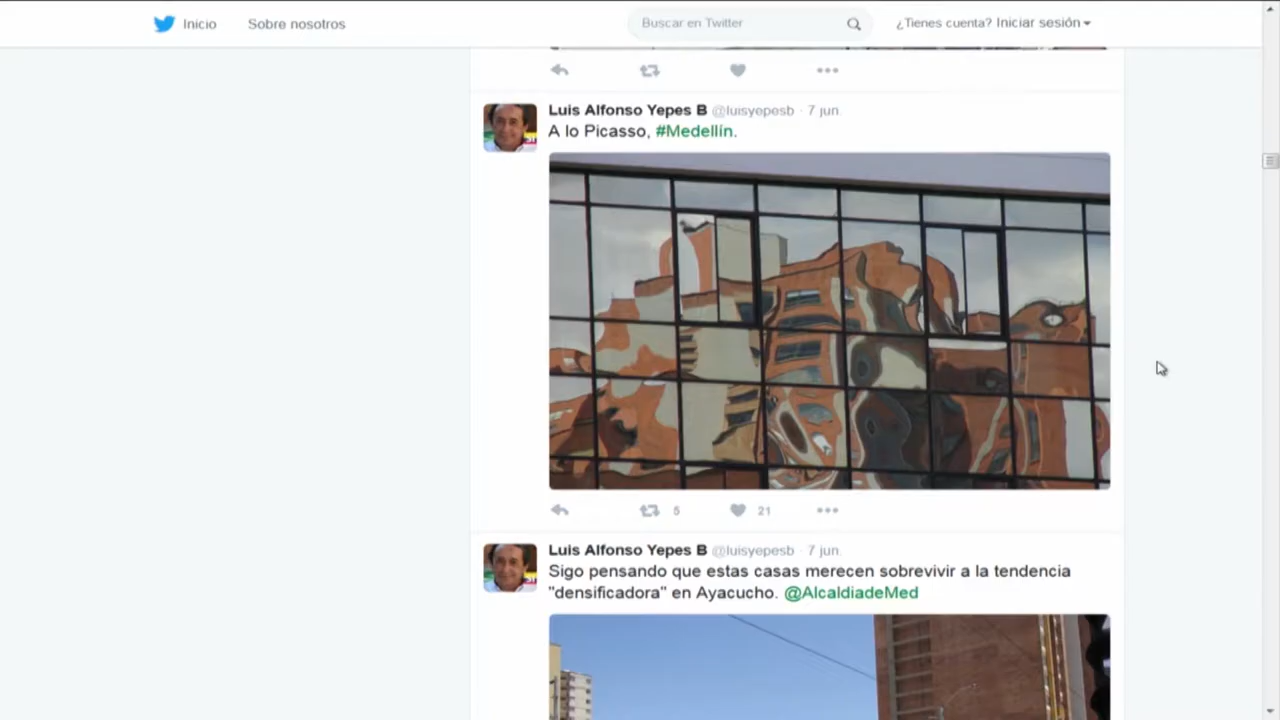 Inicio
Sobre nosotros
Buscar en Twitter
¿Tienes cuenta? Iniciar sesión
Luis Alfonso Yepes B @luisyepesb · 7 jun.
A lo Picasso, #Medellín.
5
21
Luis Alfonso Yepes B @luisyepesb · 7 jun.
Sigo pensando que estas casas merecen sobrevivir a la tendencia
"densificadora" en Ayacucho. @AlcaldiadeMed